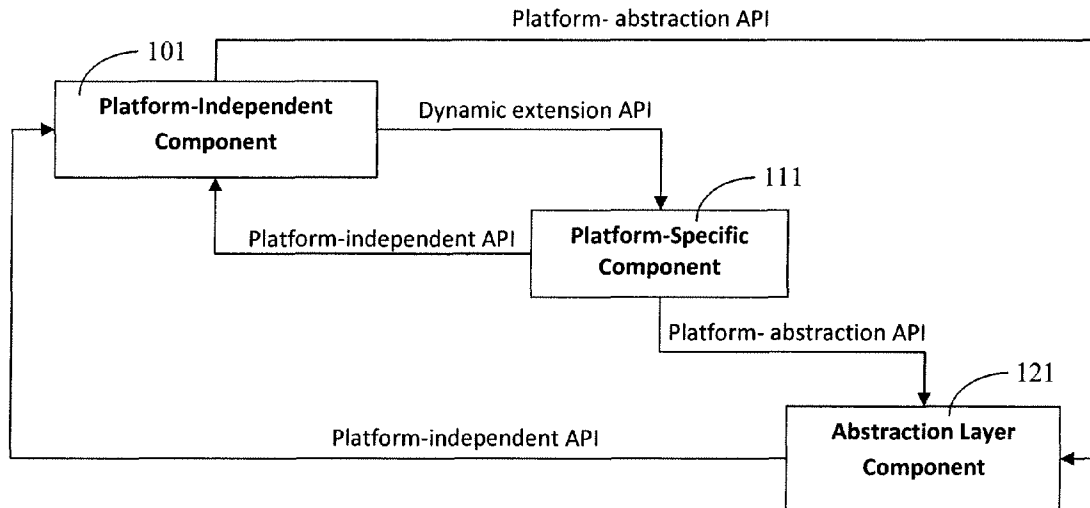 Platform- abstraction API
101
Platform-Independent
Component
Dynamic extension API
111
Platform-independent API
Platform-Specific
Component
Platform- abstraction API
121
Platform-independent API
Abstraction Layer
Component